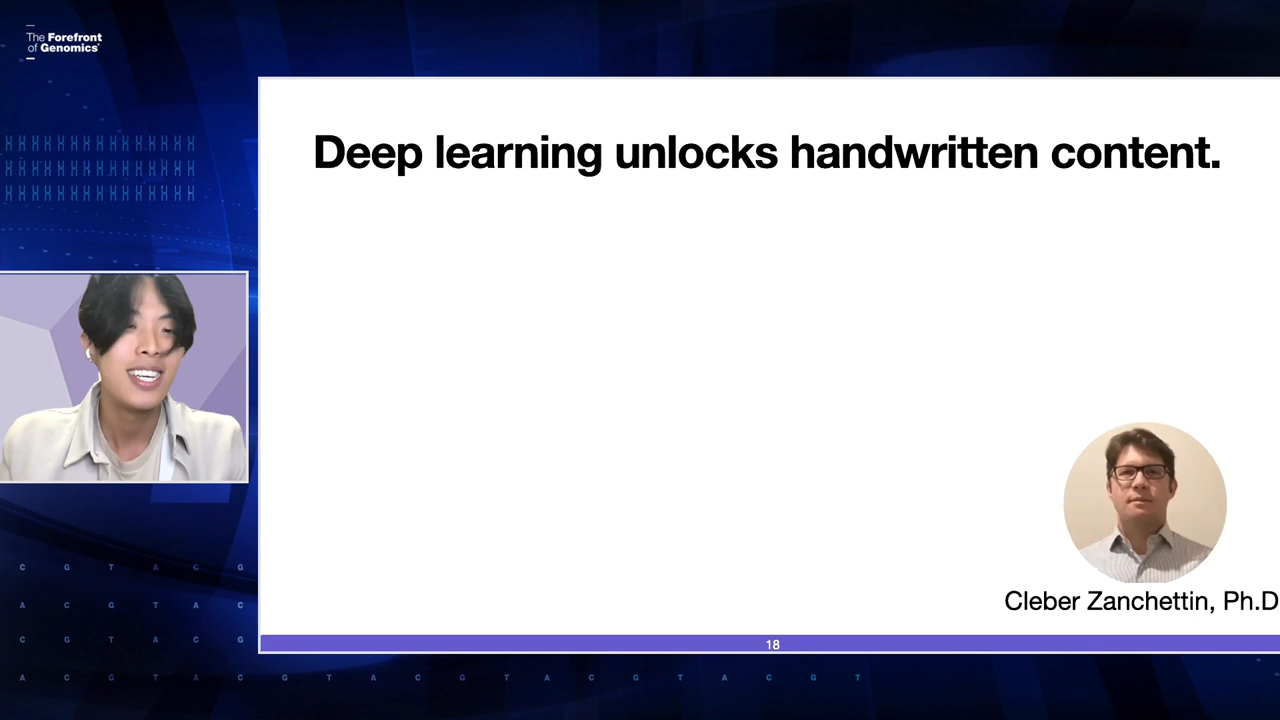 The Forefront
of Genomics®
Deep learning unlocks handwritten content.
Cleber Zanchettin, Ph.D
18
C G T A C G
A C G T A C
C G T A C G
A C G T A C G T A C G T A C G T A C G T